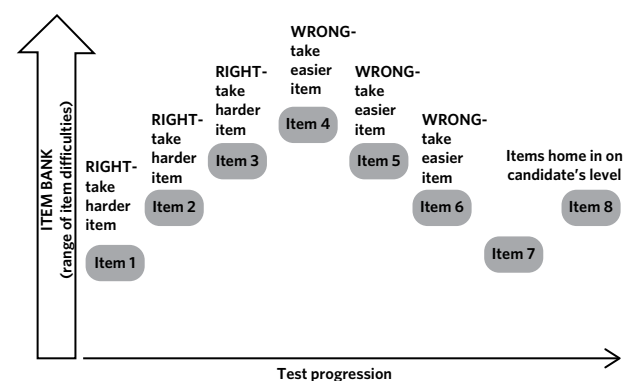 ITEM BANK
(range of item difficulties)
RIGHT-
take
harder
item
Item 1
RIGHT-
take
harder
item
Item 2
RIGHT-
take
harder
item
Item 3
WRONG-
take
easier
item
Item 4
WRONG-
take
easier
item
Item 5
WRONG-
take
easier
item
Item 6
Item 7
Items home in on
candidate's level
Item 8
Test progression